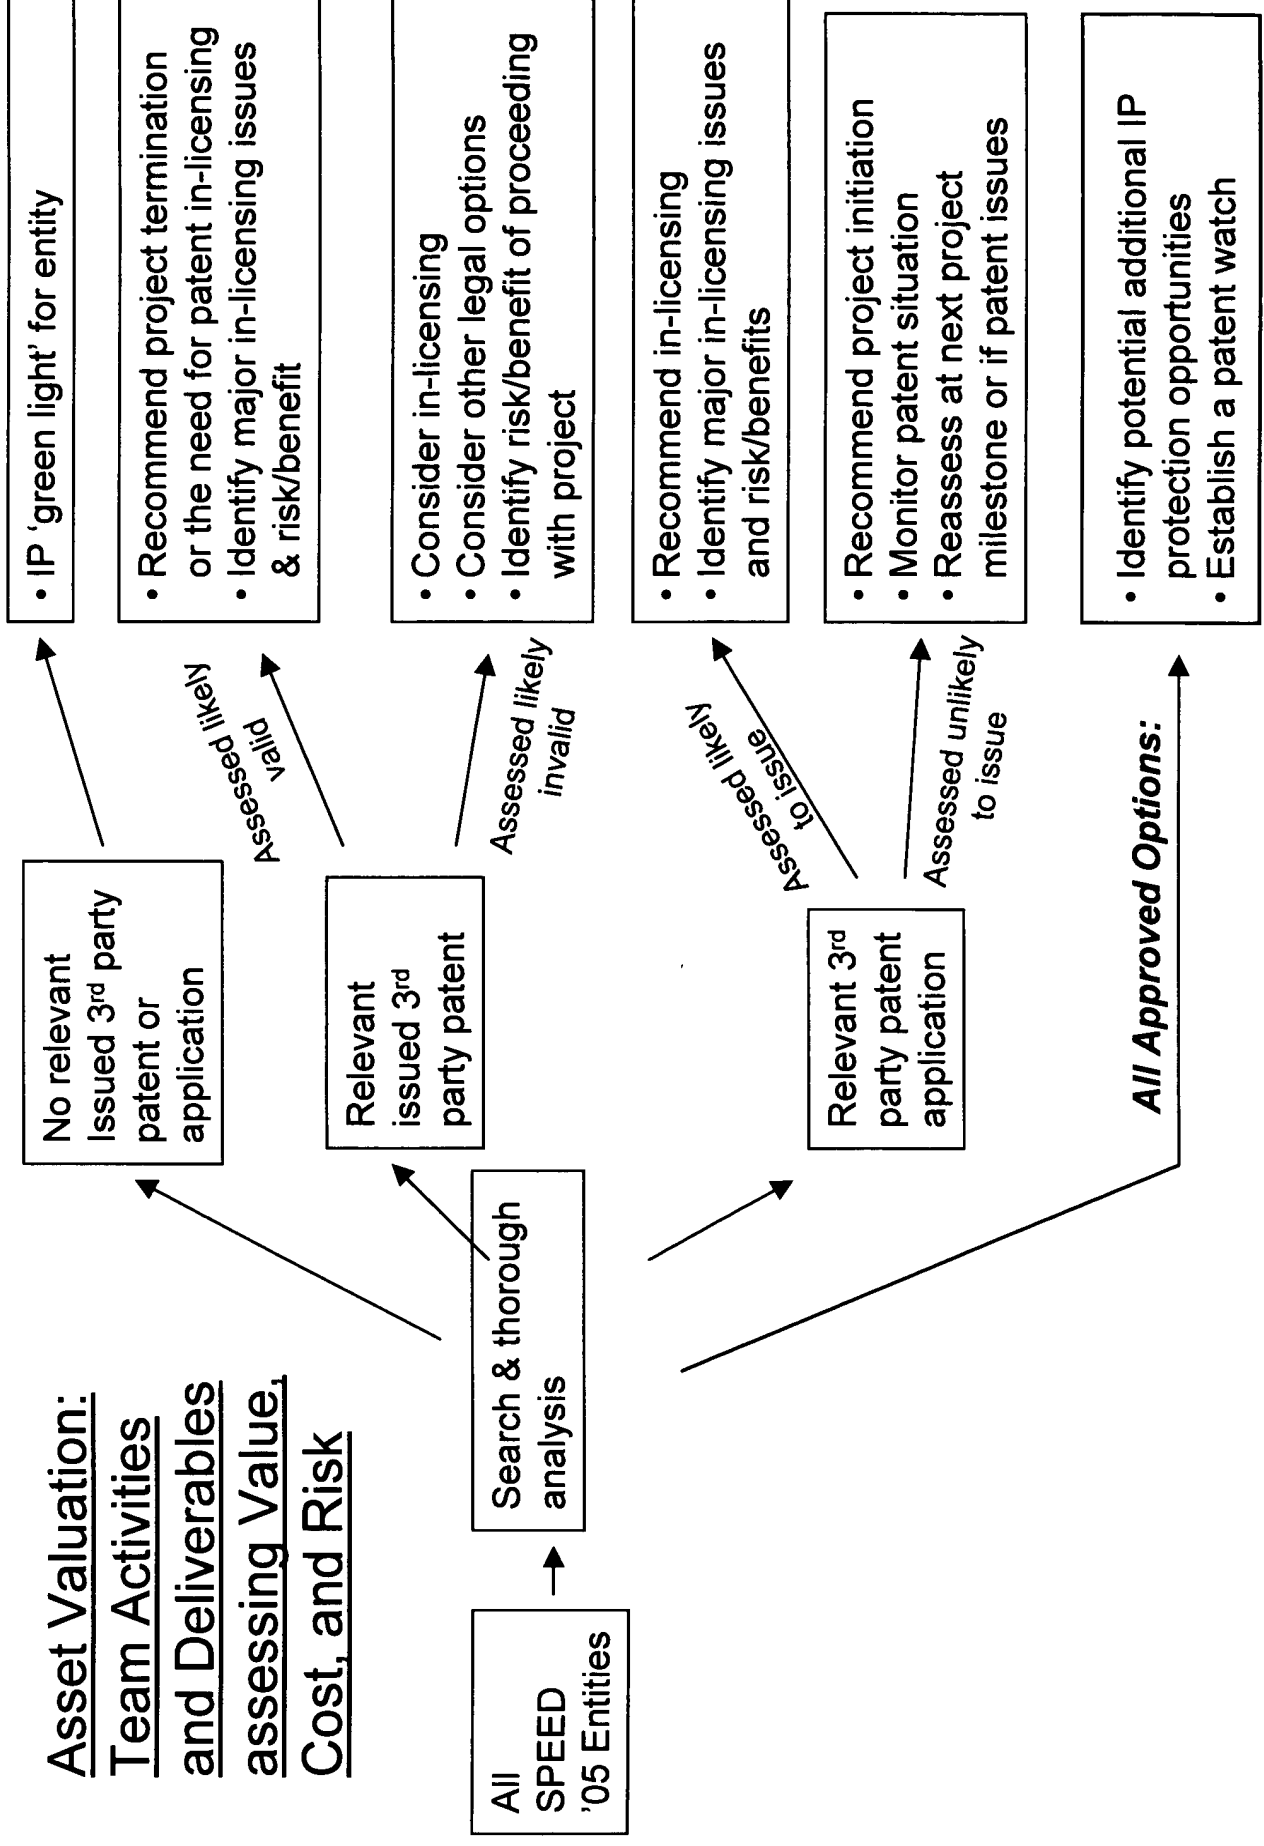 Asset Valuation:
Team Activities
and Deliverables
assessing Value,
Cost, and Risk
All
SPEED
'05 Entities
Search & thorough
analysis
No relevant
Issued 3rd party
patent or
application
Relevant
issued 3rd
party patent
Relevant 3rd
party patent
application
Assessed likely
valid
Assessed likely
invalid
Assessed likely
to issue
Assessed unlikely
to issue
All Approved Options:
• IP ‘green light’ for entity
• Recommend project termination
or the need for patent in-licensing
• Identify major in-licensing issues
& risk/benefit
• Consider in-licensing
• Consider other legal options
• Identify risk/benefit of proceeding
with project
• Recommend in-licensing
• Identify major in-licensing issues
and risk/benefits
• Recommend project initiation
• Monitor patent situation
• Reassess at next project
milestone or if patent issues
• Identify potential additional IP
protection opportunities
• Establish a patent watch